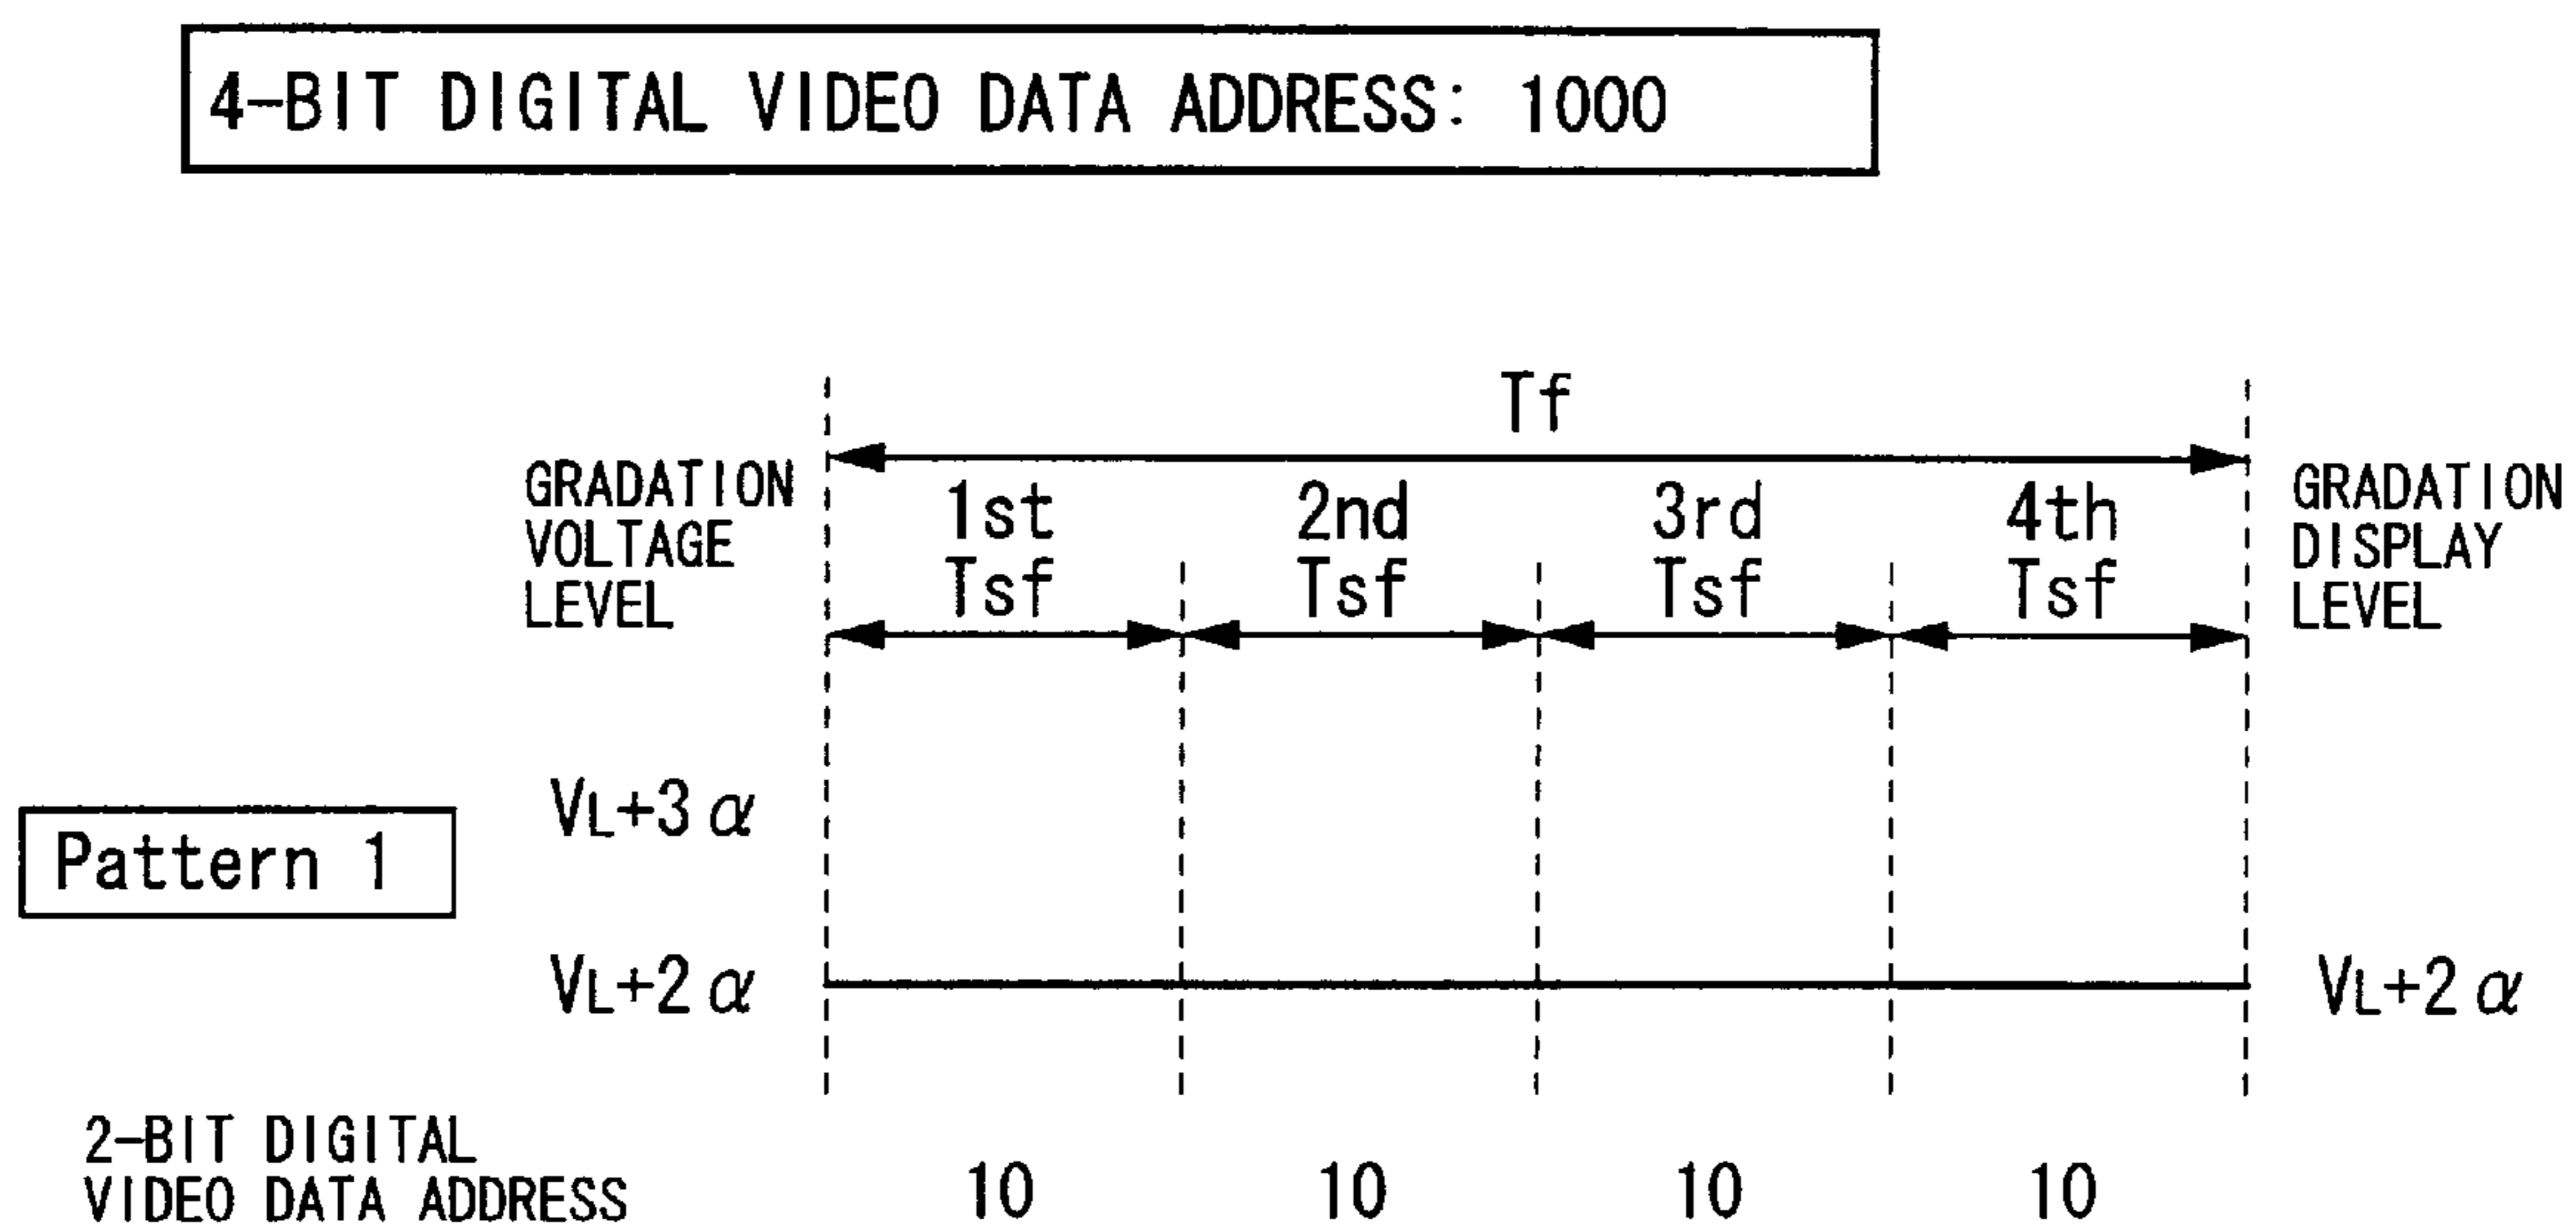 4-BIT DIGITAL VIDEO DATA ADDRESS: 1000
Tf
GRADATION
VOLTAGE
LEVEL
1st
Tsf
2nd
Tsf
3rd
Tsf
4th
Tsf
GRADATION
DISPLAY
LEVEL
VL+3α
Pattern 1
VL+2α
VL+2α
2-BIT DIGITAL
VIDEO DATA ADDRESS
10 10 10 10